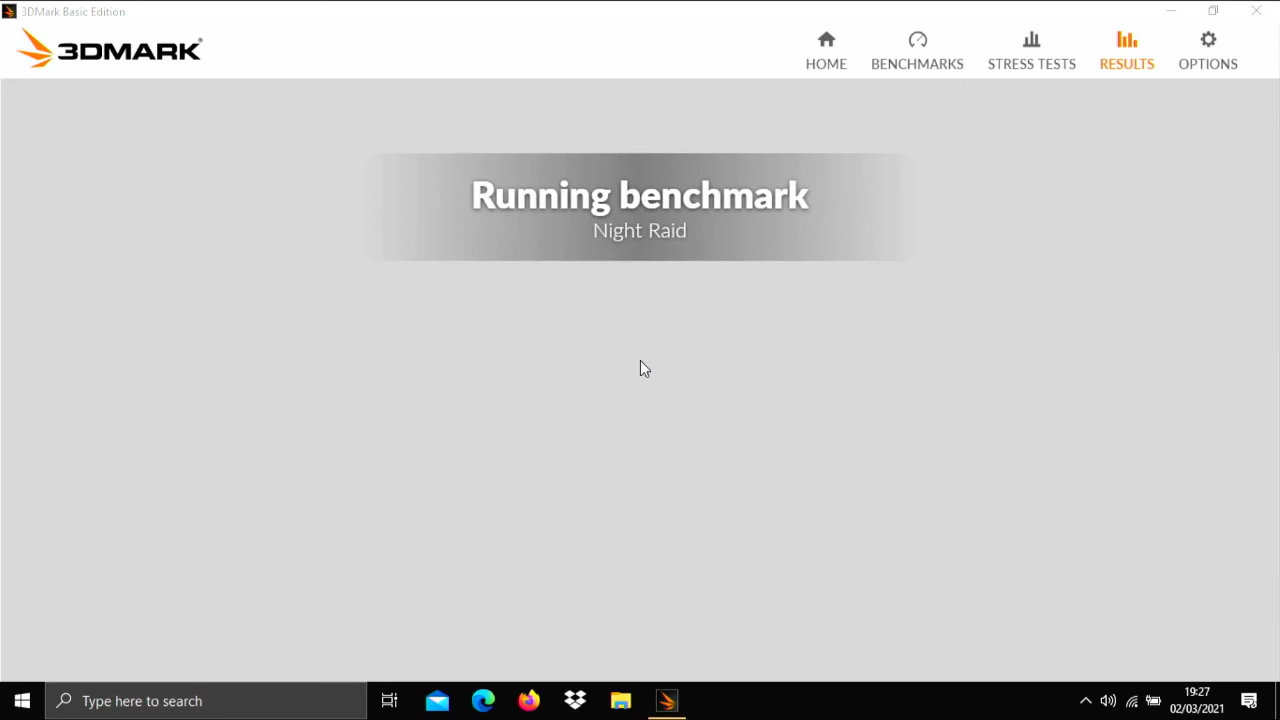 3DMark Basic Edition
3DMARK®
HOME
BENCHMARKS
STRESS TESTS
RESULTS
OPTIONS
Running benchmark
Night Raid
Type here to search
19:27
02/03/2021